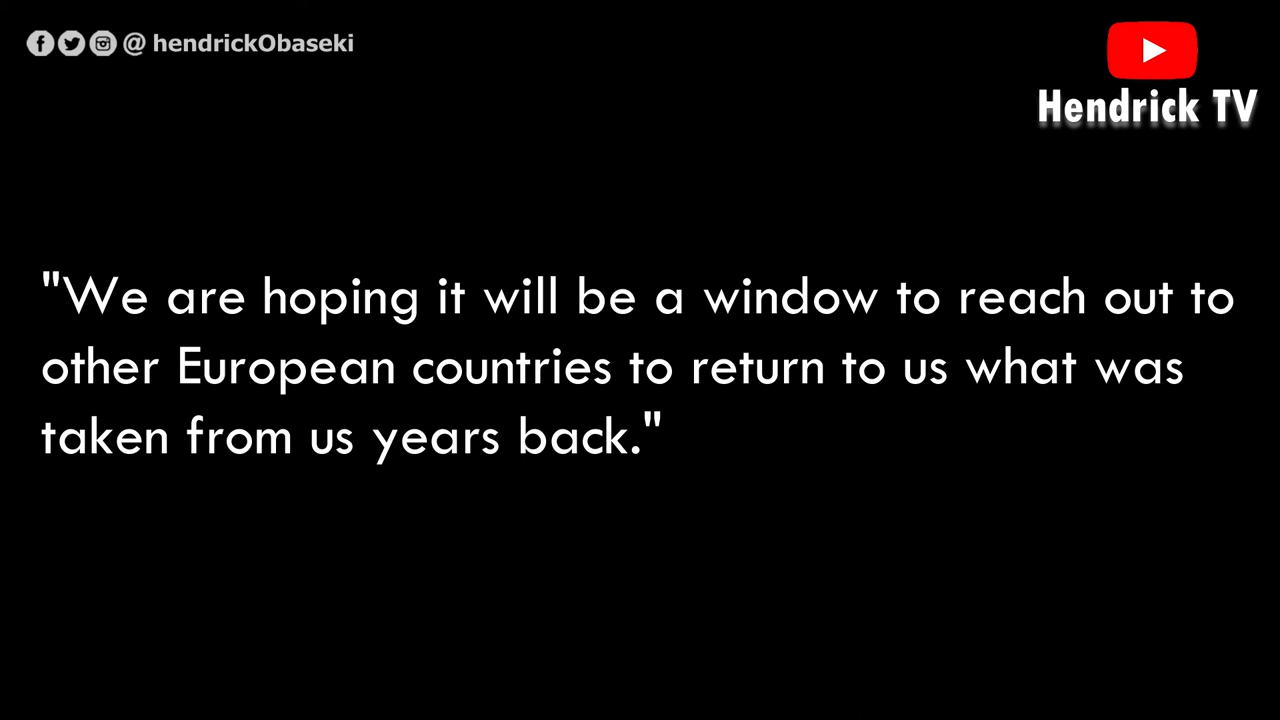 @ hendrickObaseki
Hendrick TV
"We are hoping it will be a window to reach out to
other European countries to return to us what was
taken from us years back."